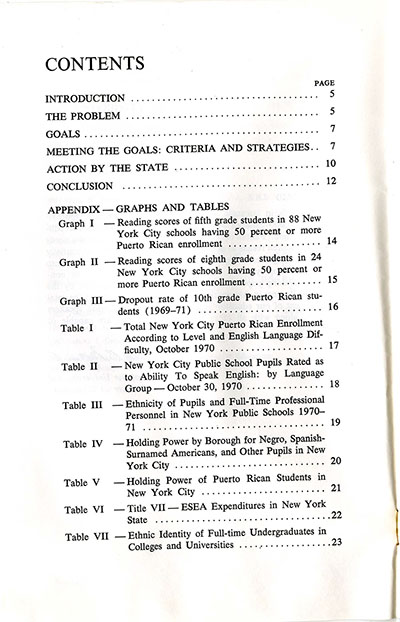 CONTENTS
PAGE
INTRODUCTION ................................ 5
THE PROBLEM ................................ 5
GOALS ....................................... 7
MEETING THE GOALS: CRITERIA AND STRATEGIES.. 7
ACTION BY THE STATE ........................ 10
CONCLUSION ................................. 12
APPENDIX — GRAPHS AND TABLES
Graph I — Reading scores of fifth grade students in 88 New
York City schools having 50 percent or more
Puerto Rican enrollment ................. 14
Graph II — Reading scores of eighth grade students in 24
New York City schools having 50 percent or
more Puerto Rican enrollment ............. 15
Graph III — Dropout rate of 10th grade Puerto Rican stu-
dents (1969–71) ....................... 16
Table I — Total New York City Puerto Rican Enrollment
According to Level and English Language Dif-
ficulty, October 1970 .................... 17
Table II — New York City Public School Pupils Rated as
to Ability To Speak English: by Language
Group — October 30, 1970 ............... 18
Table III — Ethnicity of Pupils and Full-Time Professional
Personnel in New York Public Schools 1970–
71 .................................... 19
Table IV — Holding Power by Borough for Negro, Spanish-
Surnamed Americans, and Other Pupils in New
York City ............................. 20
Table V — Holding Power of Puerto Rican Students in
New York City ........................ 21
Table VI — Title VII — ESEA Expenditures in New York
State .................................22
Table VII — Ethnic Identity of Full-time Undergraduates in
Colleges and Universities ..................23